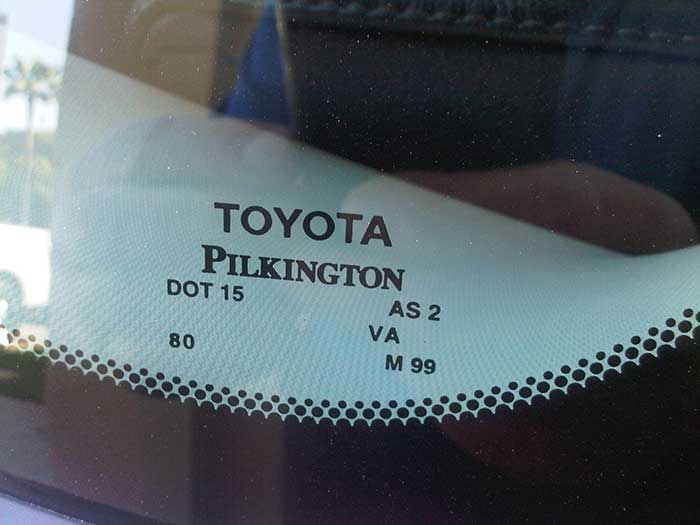 TOYOTA
PILKINGTON
DOT 15 AS 2
80 VA
M 99